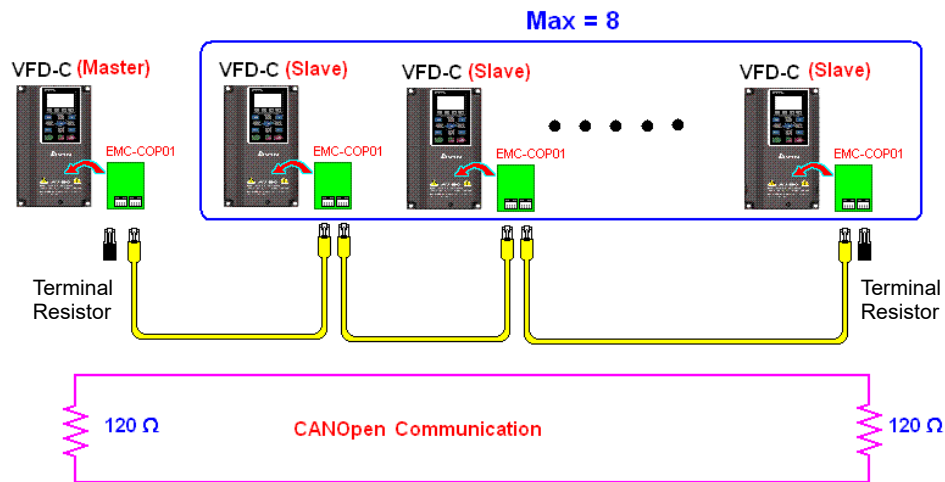 Max = 8
VFD-C (Master)
VFD-C (Slave)
VFD-C (Slave)
VFD-C (Slave)
EMC-COP01
EMC-COP01
EMC-COP01
EMC-COP01
Terminal
Resistor
Terminal
Resistor
120 Ω
CANOpen Communication
120 Ω